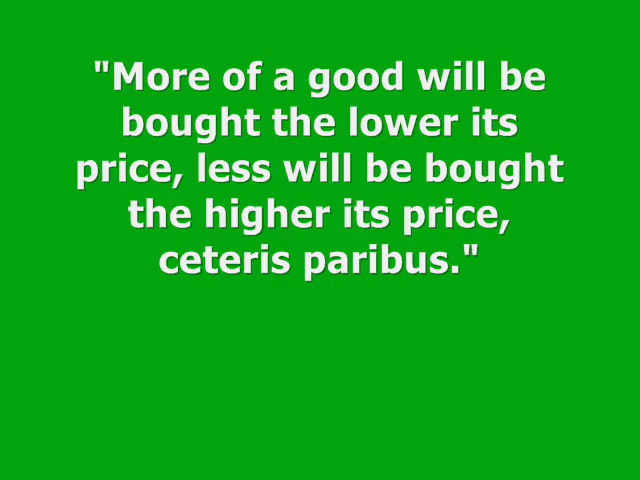 "More of a good will be
bought the lower its
price, less will be bought
the higher its price,
ceteris paribus."